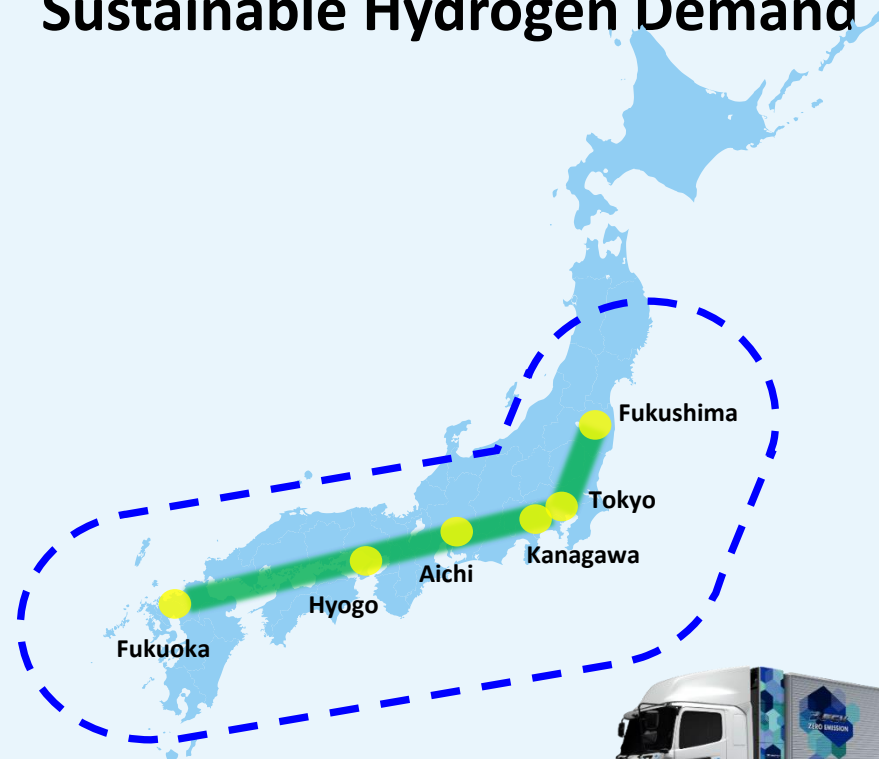 Sustainable Hydrogen Demand
Fukushima
Tokyo
Kanagawa
Aichi
Hyogo
Fukuoka
ZERO EMISSION